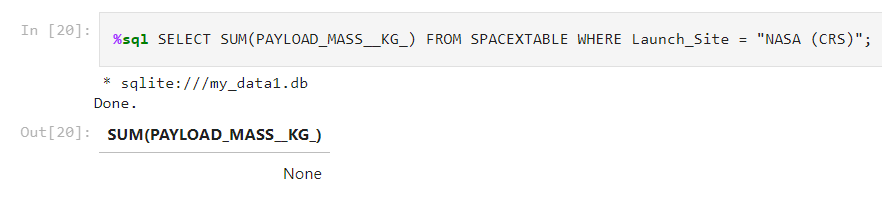 In [20]: %sql SELECT SUM(PAYLOAD_MASS__KG_) FROM SPACEXTABLE WHERE Launch_Site = "NASA (CRS)";
* sqlite:///my_data1.db
Done.
Out[20]: SUM(PAYLOAD_MASS__KG_)
None